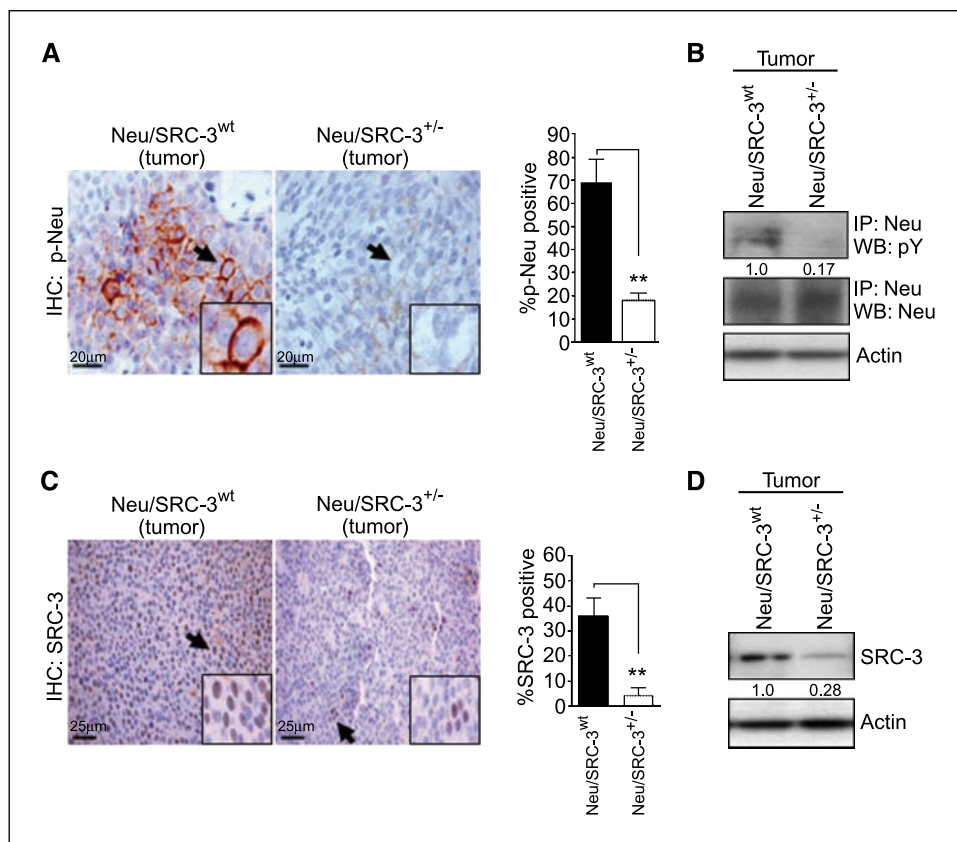 A
Neu/SRC-3wt
(tumor)
Neu/SRC-3+/-
(tumor)
IHC: p-Neu
20μm
20μm
%p-Neu positive
90
80
70
60
50
40
30
20
10
0
**
Neu/SRC-3wt
Neu/SRC-3+/-
B
Tumor
Neu/SRC-3wt
Neu/SRC-3+/-
IP: Neu
WB: pY
1.0 0.17
IP: Neu
WB: Neu
Actin
C
Neu/SRC-3wt
(tumor)
Neu/SRC-3+/-
(tumor)
IHC: SRC-3
25μm
25μm
%SRC-3 positive
60
50
40
30
20
10
0
**
Neu/SRC-3wt
Neu/SRC-3+/-
D
Tumor
Neu/SRC-3wt
Neu/SRC-3+/-
SRC-3
1.0 0.28
Actin